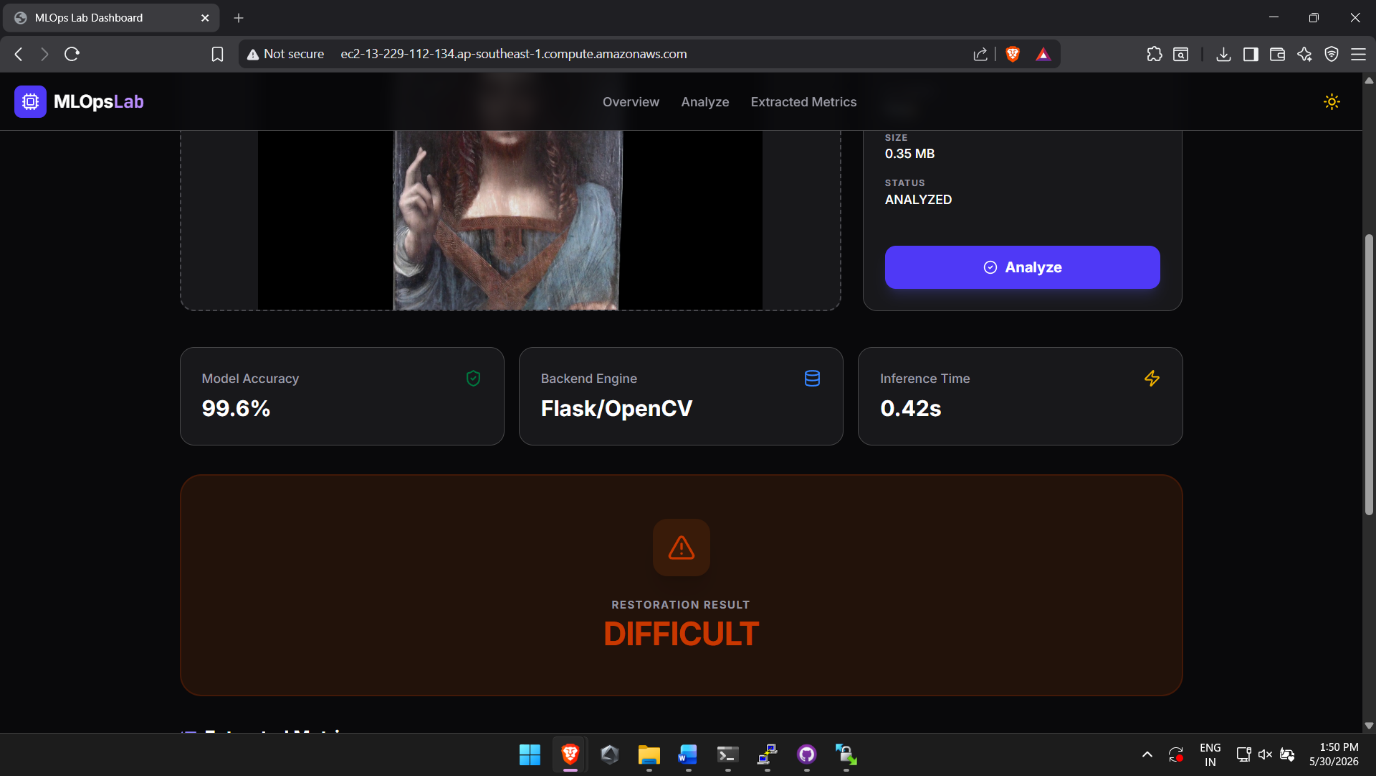 MLOps Lab Dashboard
Not secure ec2-13-229-112-134.ap-southeast-1.compute.amazonaws.com
MLOpsLab
Overview Analyze Extracted Metrics
SIZE
0.35 MB
STATUS
ANALYZED
Analyze
Model Accuracy
99.6%
Backend Engine
Flask/OpenCV
Inference Time
0.42s
RESTORATION RESULT
DIFFICULT
ENG
IN
1:50 PM
5/30/2026